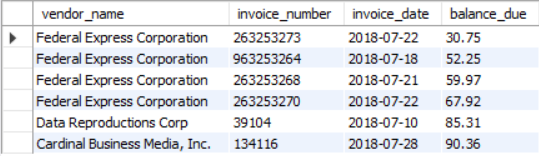 vendor_name invoice_number invoice_date balance_due
Federal Express Corporation 263253273 2018-07-22 30.75
Federal Express Corporation 963253264 2018-07-18 52.25
Federal Express Corporation 263253268 2018-07-21 59.97
Federal Express Corporation 263253270 2018-07-22 67.92
Data Reproductions Corp 39104 2018-07-10 85.31
Cardinal Business Media, Inc. 134116 2018-07-28 90.36